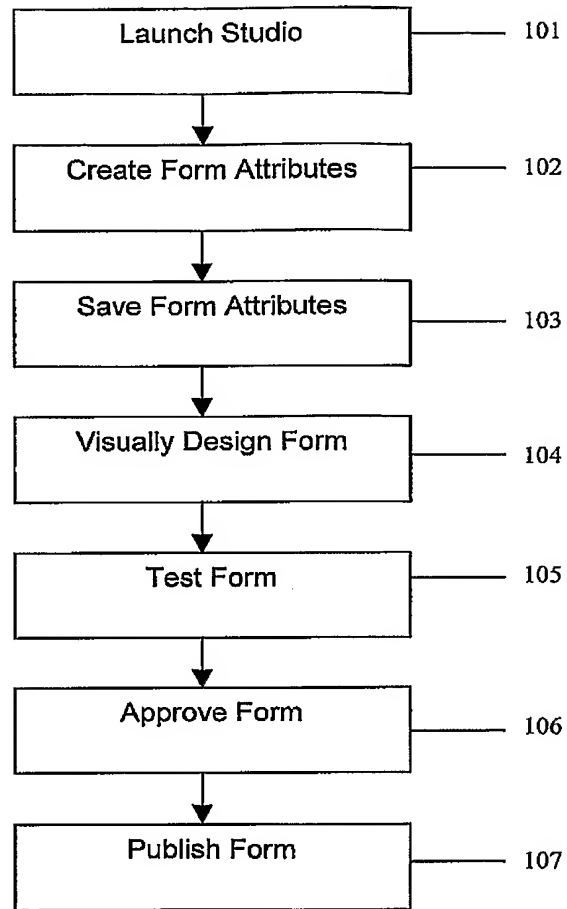 Launch Studio 101
Create Form Attributes 102
Save Form Attributes 103
Visually Design Form 104
Test Form 105
Approve Form 106
Publish Form 107